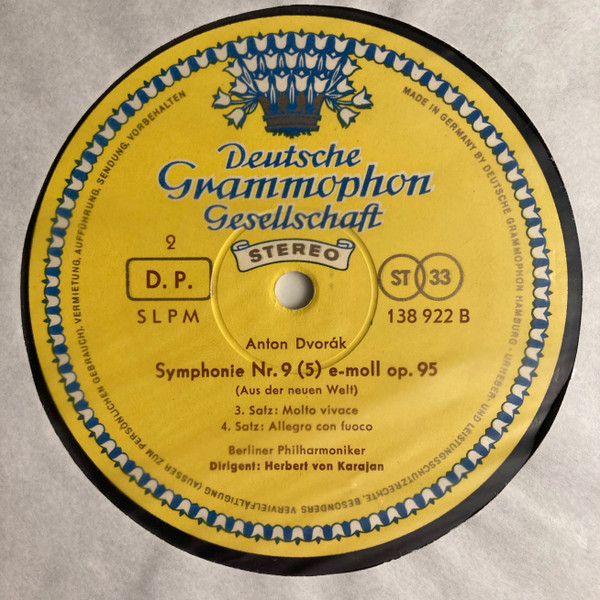 Deutsche
Grammophon
Gesellschaft
STEREO
2
D. P.
ST 33
SLPM
138 922 B
Anton Dvorák
Symphonie Nr. 9 (5) e-moll op. 95
(Aus der neuen Welt)
3. Satz: Molto vivace
4. Satz: Allegro con fuoco
Berliner Philharmoniker
Dirigent: Herbert von Karajan
MADE IN GERMANY BY DEUTSCHE GRAMMOPHON HAMBURG · URHEBER- UND LEISTUNGSSCHUTZRECHTE, BESONDERS VERVIELFÄLTIGUNG (AUSSER ZUM PERSÖNLICHEN GEBRAUCH), VERMIETUNG, AUFFÜHRUNG, SENDUNG, VORBEHALTEN